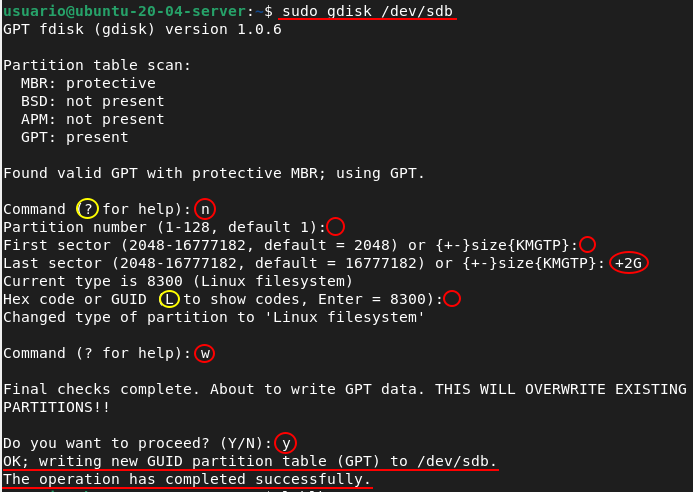 usuario@ubuntu-20-04-server:~$ sudo gdisk /dev/sdb
GPT fdisk (gdisk) version 1.0.6
Partition table scan:
  MBR: protective
  BSD: not present
  APM: not present
  GPT: present
Found valid GPT with protective MBR; using GPT.
Command (? for help): n
Partition number (1-128, default 1):
First sector (2048-16777182, default = 2048) or {+-}size{KMGTP}:
Last sector (2048-16777182, default = 16777182) or {+-}size{KMGTP}: +2G
Current type is 8300 (Linux filesystem)
Hex code or GUID (L to show codes, Enter = 8300):
Changed type of partition to 'Linux filesystem'
Command (? for help): w
Final checks complete. About to write GPT data. THIS WILL OVERWRITE EXISTING
PARTITIONS!!
Do you want to proceed? (Y/N): y
OK; writing new GUID partition table (GPT) to /dev/sdb.
The operation has completed successfully.